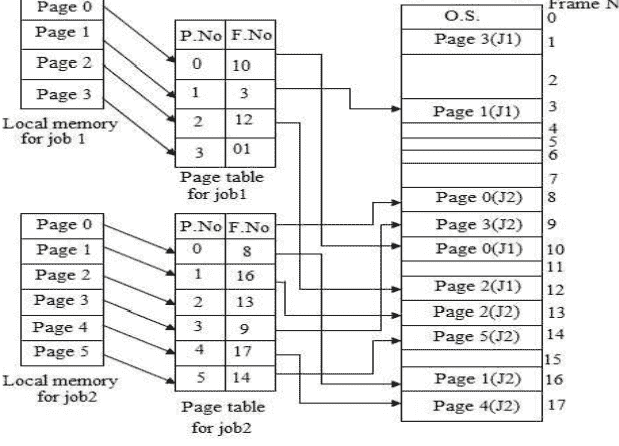 Page 0
Page 1
Page 2
Page 3
Local memory
for job 1
P.No F.No
0 10
1 3
2 12
3 01
Page table
for job1
Page 0
Page 1
Page 2
Page 3
Page 4
Page 5
Local memory
for job2
P.No F.No
0 8
1 16
2 13
3 9
4 17
5 14
Page table
for job2
Frame N
O.S. 0
Page 3(J1) 1
2
Page 1(J1) 3
4
5
6
7
Page 0(J2) 8
Page 3(J2) 9
Page 0(J1) 10
11
Page 2(J1) 12
Page 2(J2) 13
Page 5(J2) 14
15
Page 1(J2) 16
Page 4(J2) 17